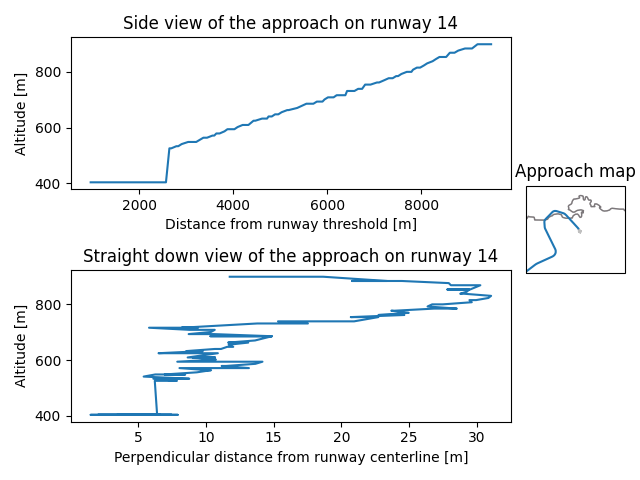 Side view of the approach on runway 14
Altitude [m]
800
600
400
2000 4000 6000 8000
Distance from runway threshold [m]
Approach map
Straight down view of the approach on runway 14
Altitude [m]
800
600
400
5 10 15 20 25 30
Perpendicular distance from runway centerline [m]